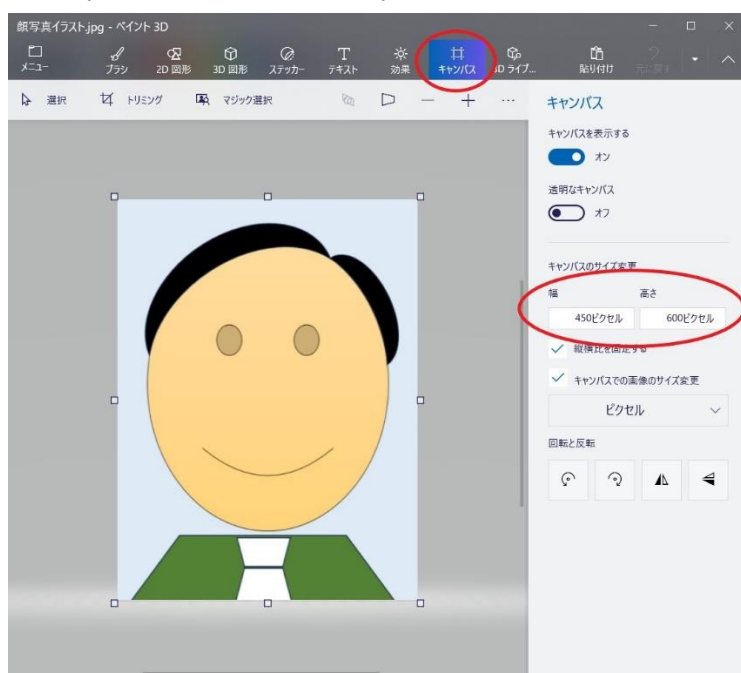 顔写真イラスト.jpg - ペイント 3D
メニュー ブラシ 2D 図形 3D 図形 ステッカー テキスト 効果 キャンバス 3D ライブ... 貼り付け 元に戻す
選択 トリミング マジック選択
キャンバス
キャンバスを表示する
オン
透明なキャンバス
オフ
キャンバスのサイズ変更
幅 高さ
450ピクセル 600ピクセル
縦横比を固定する
キャンバスでの画像のサイズ変更
ピクセル
回転と反転